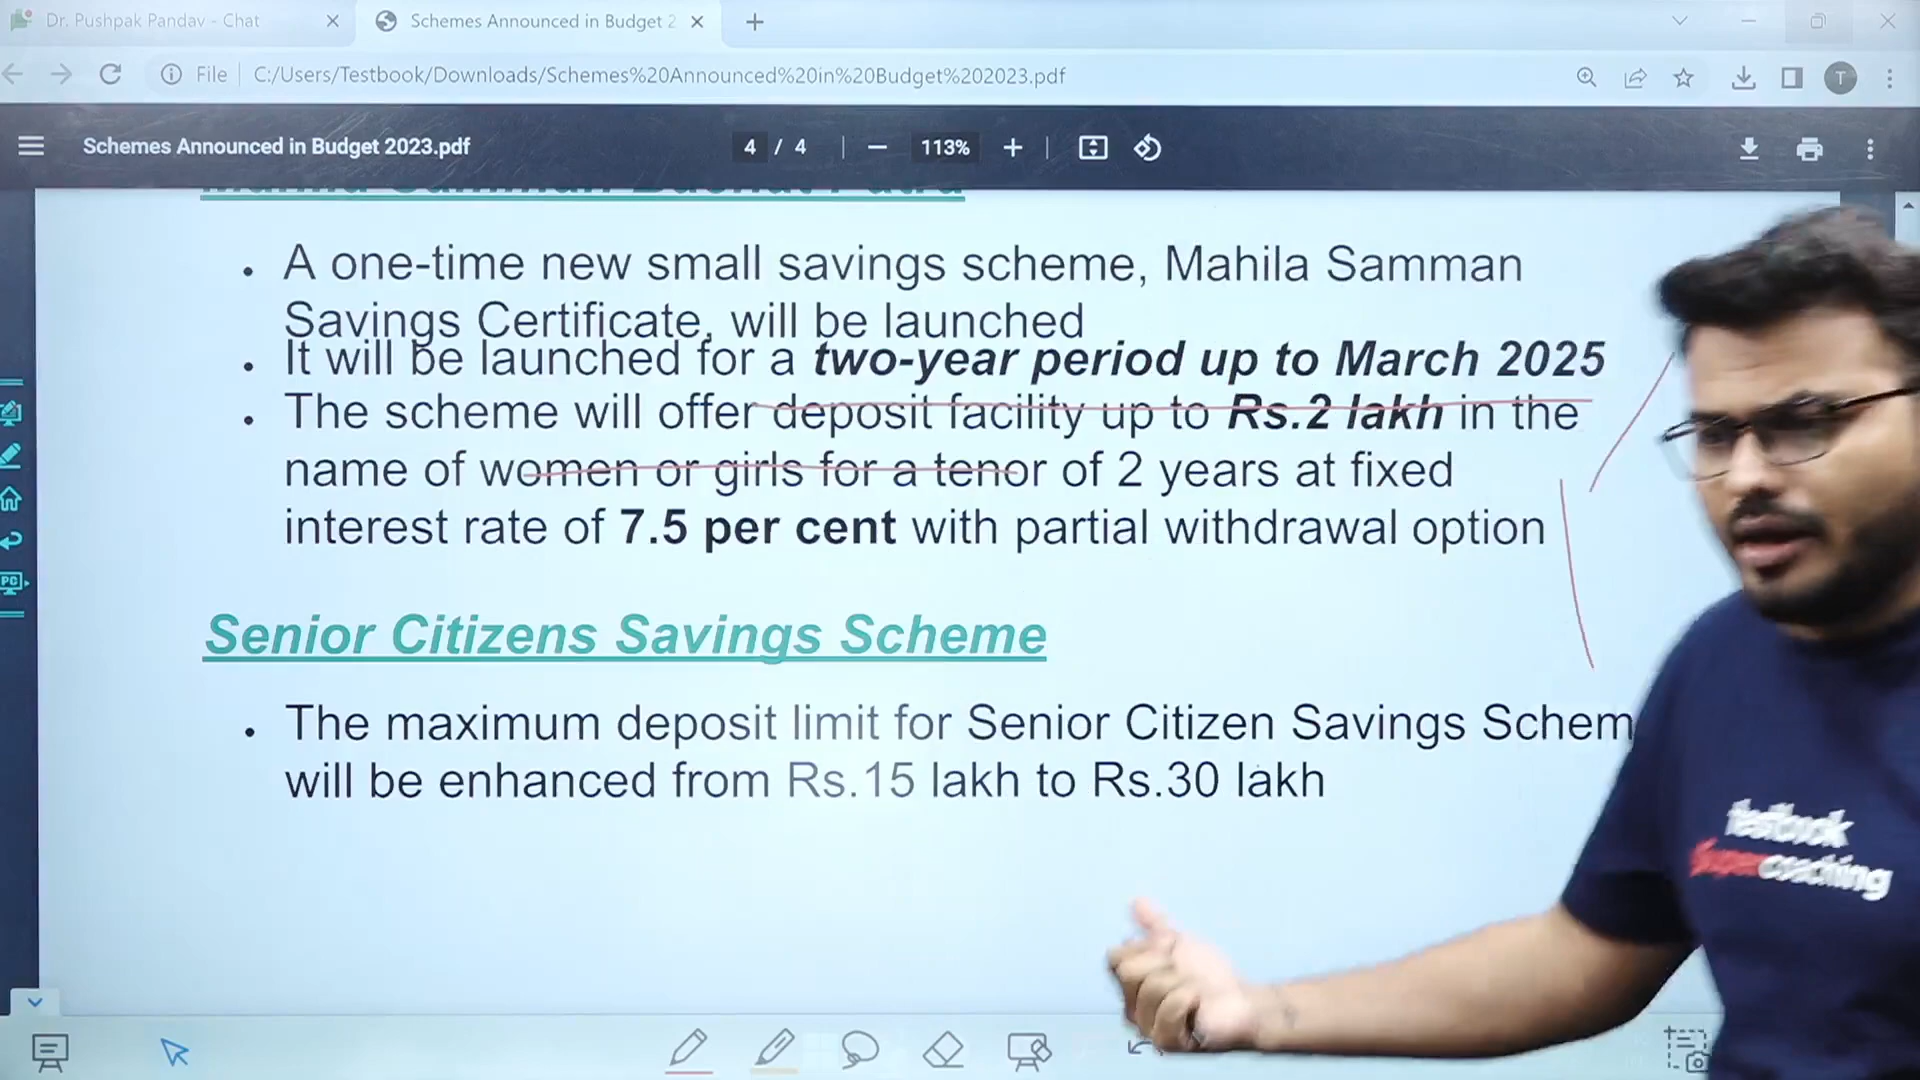 Dr. Pushpak Pandav - Chat
Schemes Announced in Budget 2
File
C:/Users/Testbook/Downloads/Schemes%20Announced%20in%20Budget%202023.pdf
T
Schemes Announced in Budget 2023.pdf
4 / 4
113%
• A one-time new small savings scheme, Mahila Samman
Savings Certificate, will be launched
• It will be launched for a two-year period up to March 2025
• The scheme will offer deposit facility up to Rs.2 lakh in the
name of women or girls for a tenor of 2 years at fixed
interest rate of 7.5 per cent with partial withdrawal option
Senior Citizens Savings Scheme
• The maximum deposit limit for Senior Citizen Savings Schem
will be enhanced from Rs.15 lakh to Rs.30 lakh
testbook
Supercoaching
PC